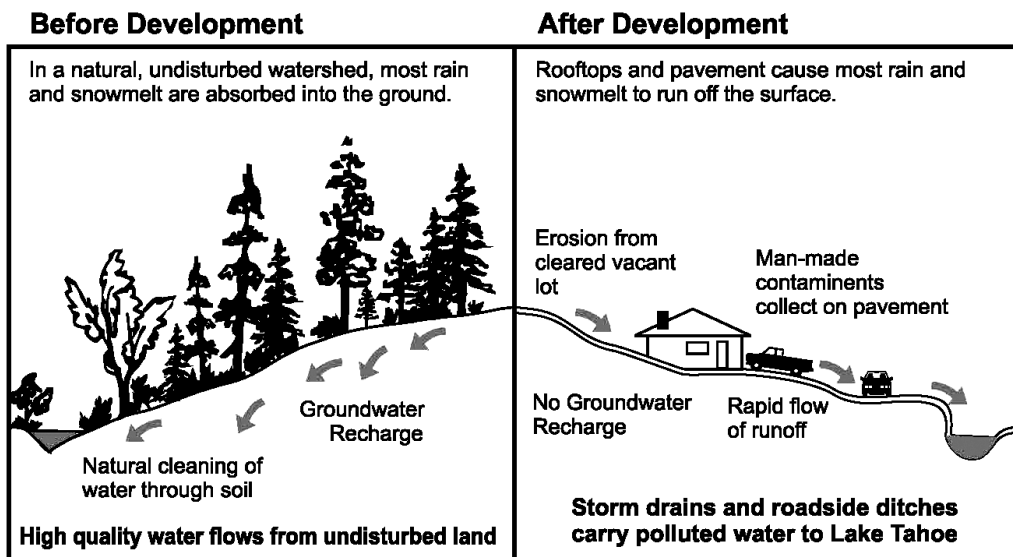 Before Development
In a natural, undisturbed watershed, most rain
and snowmelt are absorbed into the ground.
Groundwater
Recharge
Natural cleaning of
water through soil
High quality water flows from undisturbed land
After Development
Rooftops and pavement cause most rain and
snowmelt to run off the surface.
Erosion from
cleared vacant
lot
Man-made
contaminents
collect on pavement
No Groundwater
Recharge
Rapid flow
of runoff
Storm drains and roadside ditches
carry polluted water to Lake Tahoe